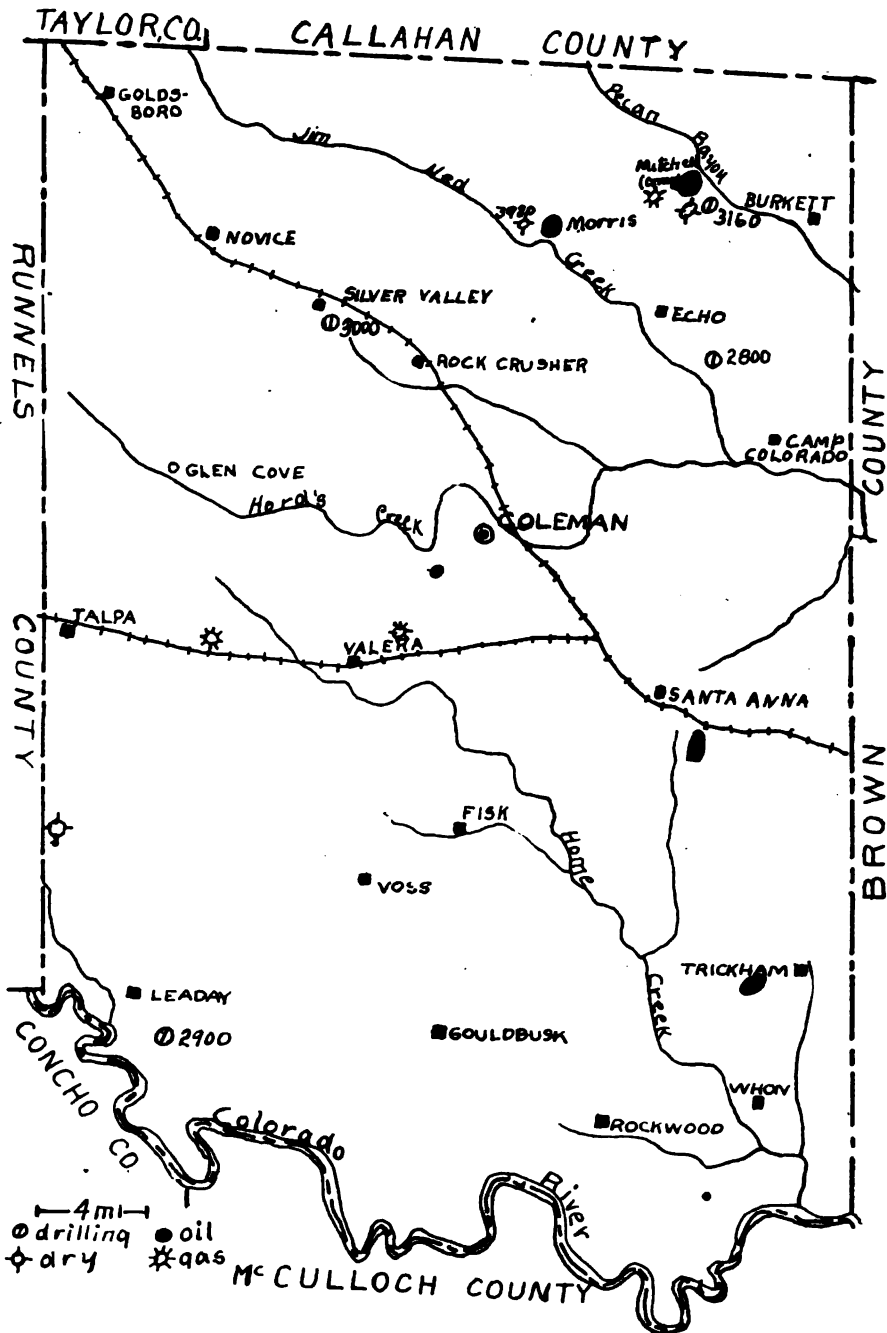 TAYLOR, CO.
CALLAHAN COUNTY
GOLDS-
BORO
Pecan
Bayou
Jim
Ned
Mitchell
BURKETT
3160
3980
Morris
NOVICE
Creek
RUNNELS
SILVER VALLEY
3000
ECHO
ROCK CRUSHER
2800
COUNTY
CAMP
COLORADO
GLEN COVE
Hord's
Creek
COLEMAN
TALPA
COUNTY
VALERA
SANTA ANNA
BROWN
FISK
Home
VOSS
TRICKHAM
LEADAY
Creek
2900
GOULDBUSK
CONCHO
CO.
WHON
Colorado
ROCKWOOD
River
4 mi
drilling oil
dry gas
McCULLOCH COUNTY